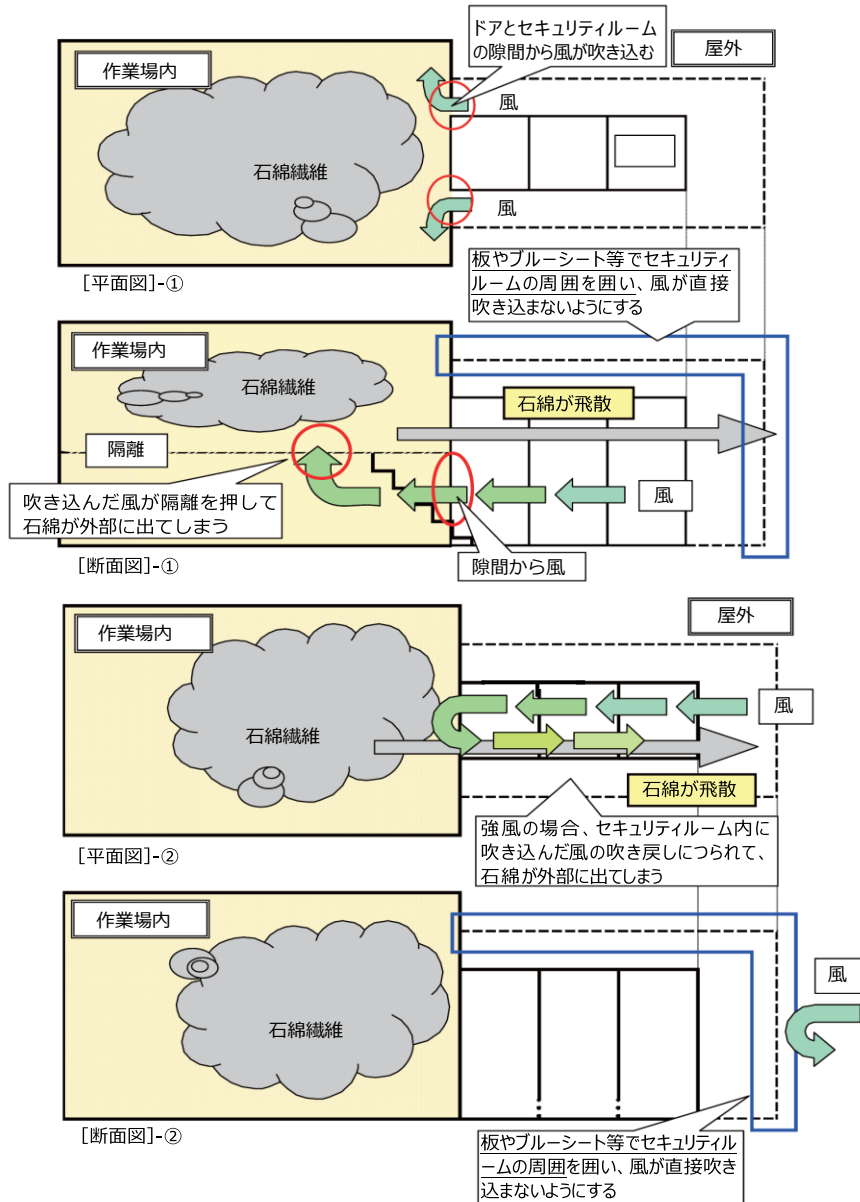 ドアとセキュリティルーム
の隙間から風が吹き込む
屋外
作業場内
風
石綿繊維
風
[平面図]-①
板やブルーシート等でセキュリティ
ルームの周囲を囲い、風が直接
吹き込まないようにする
作業場内
石綿繊維
石綿が飛散
隔離
吹き込んだ風が隔離を押して
石綿が外部に出てしまう
風
[断面図]-①
隙間から風
作業場内
屋外
風
石綿繊維
石綿が飛散
強風の場合、セキュリティルーム内に
吹き込んだ風の吹き戻しにつられて、
石綿が外部に出てしまう
[平面図]-②
作業場内
風
石綿繊維
[断面図]-②
板やブルーシート等でセキュリティル
ームの周囲を囲い、風が直接吹き
込まないようにする